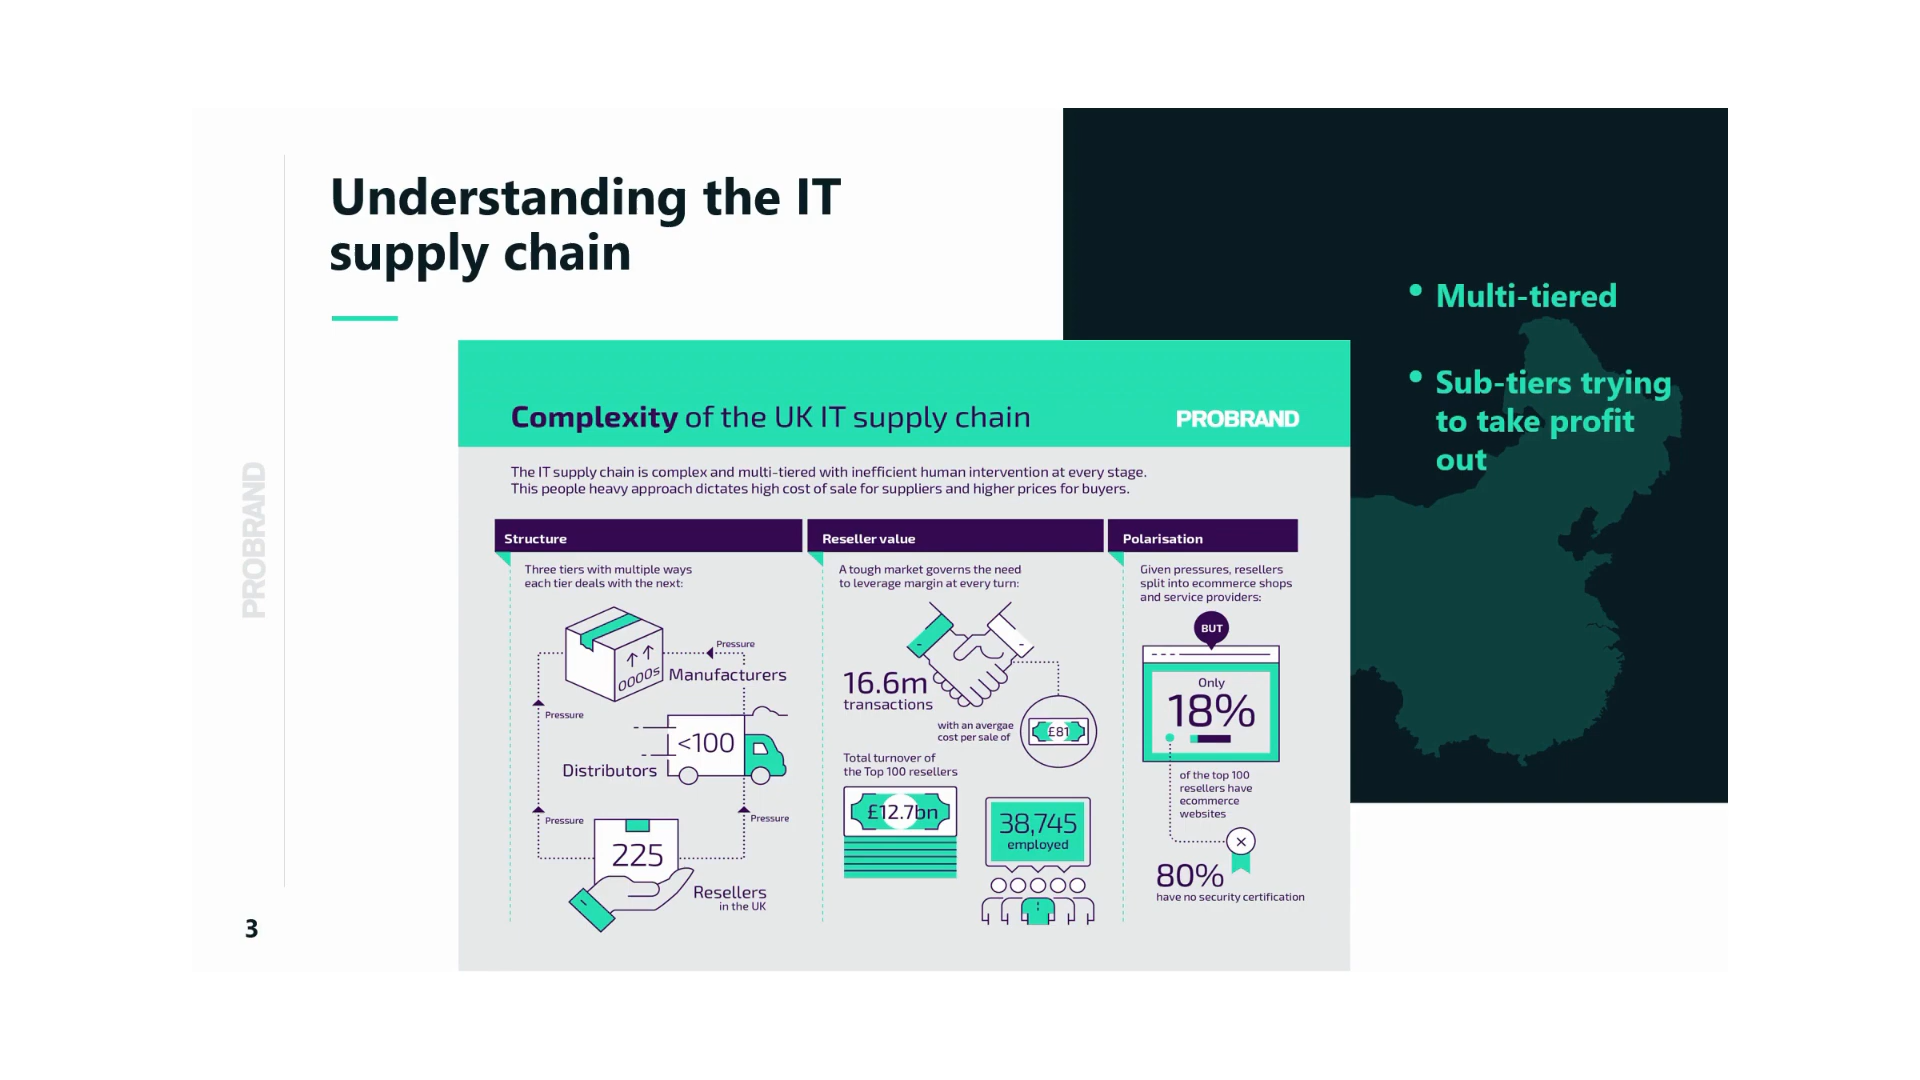 Understanding the IT
supply chain
• Multi-tiered
• Sub-tiers trying
to take profit
out
PROBRAND
3
Complexity of the UK IT supply chain
PROBRAND
The IT supply chain is complex and multi-tiered with inefficient human intervention at every stage.
This people heavy approach dictates high cost of sale for suppliers and higher prices for buyers.
Structure
Three tiers with multiple ways
each tier deals with the next:
Pressure
0000s
Manufacturers
Pressure
<100
Distributors
Pressure
Pressure
225
Resellers
in the UK
Reseller value
A tough market governs the need
to leverage margin at every turn:
16.6m
transactions
with an avergae
cost per sale of
£81
Total turnover of
the Top 100 resellers
£12.7bn
38,745
employed
Polarisation
Given pressures, resellers
split into ecommerce shops
and service providers:
BUT
Only
18%
of the top 100
resellers have
ecommerce
websites
80%
have no security certification